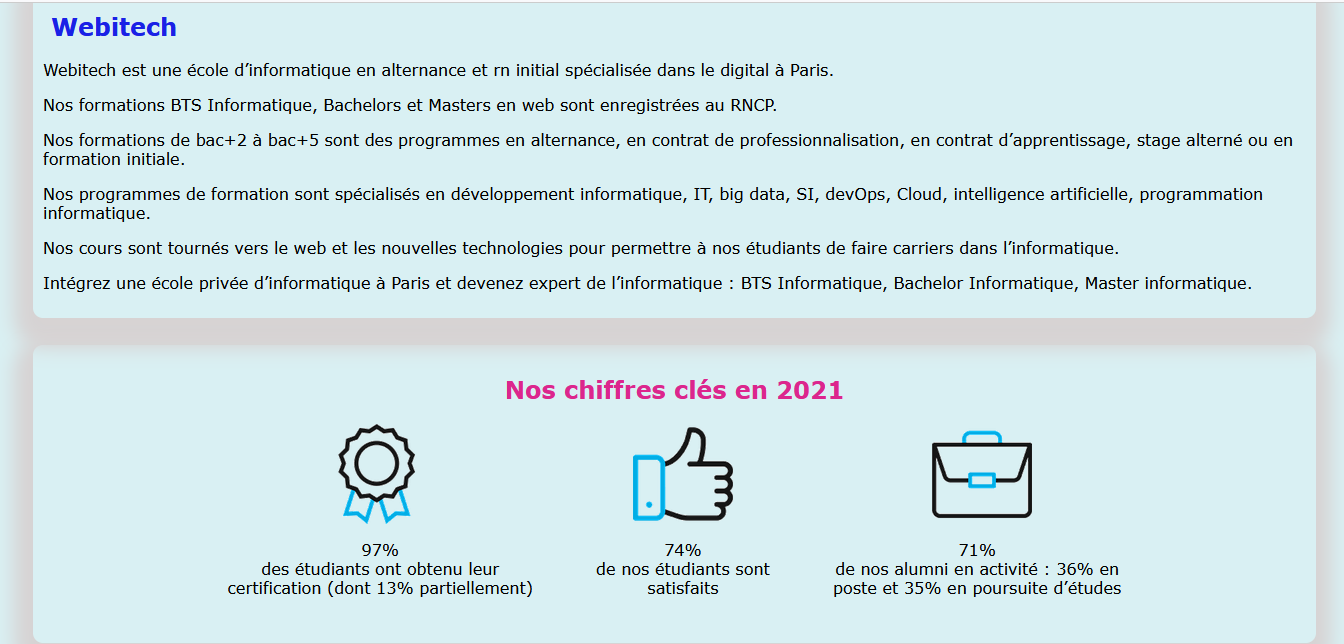 Webitech
Webitech est une école d’informatique en alternance et rn initial spécialisée dans le digital à Paris.
Nos formations BTS Informatique, Bachelors et Masters en web sont enregistrées au RNCP.
Nos formations de bac+2 à bac+5 sont des programmes en alternance, en contrat de professionnalisation, en contrat d’apprentissage, stage alterné ou en
formation initiale.
Nos programmes de formation sont spécialisés en développement informatique, IT, big data, SI, devOps, Cloud, intelligence artificielle, programmation
informatique.
Nos cours sont tournés vers le web et les nouvelles technologies pour permettre à nos étudiants de faire carriers dans l’informatique.
Intégrez une école privée d’informatique à Paris et devenez expert de l’informatique : BTS Informatique, Bachelor Informatique, Master informatique.
Nos chiffres clés en 2021
97%
des étudiants ont obtenu leur
certification (dont 13% partiellement)
74%
de nos étudiants sont
satisfaits
71%
de nos alumni en activité : 36% en
poste et 35% en poursuite d’études